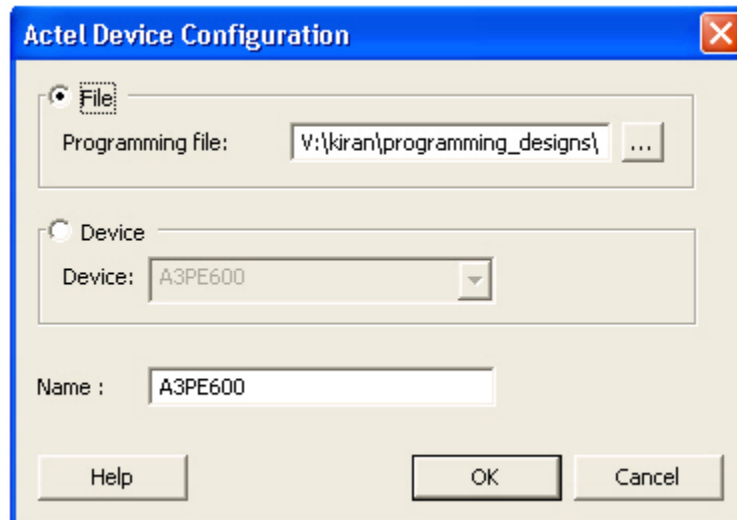 Actel Device Configuration
File
Programming file: V:\kiran\programming_designs\ ...
Device
Device: A3PE600
Name : A3PE600
Help OK Cancel